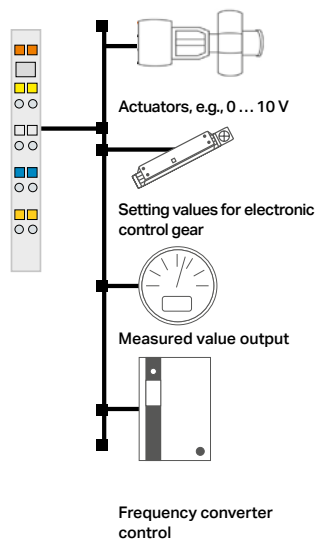 Actuators, e.g., 0 … 10 V
Setting values for electronic
control gear
Measured value output
Frequency converter
control